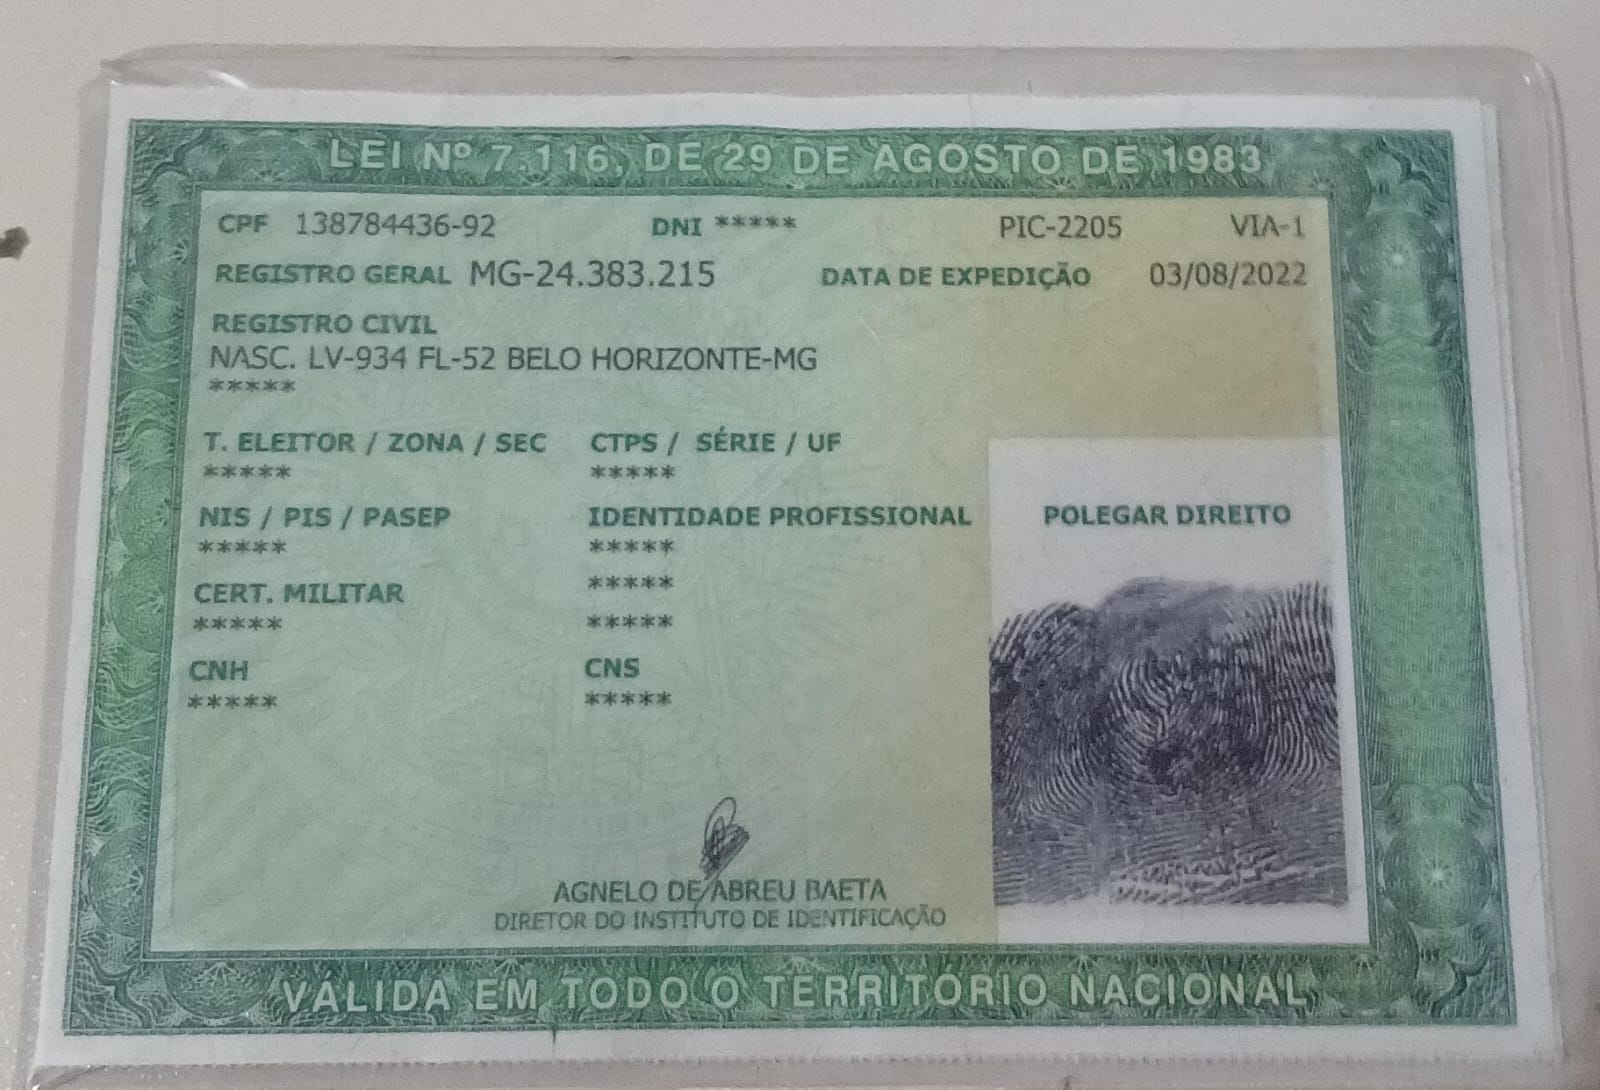 LEI Nº 7.116, DE 29 DE AGOSTO DE 1983
CPF 138784436-92 DNI ***** PIC-2205 VIA-1
REGISTRO GERAL MG-24.383.215 DATA DE EXPEDIÇÃO 03/08/2022
REGISTRO CIVIL
NASC. LV-934 FL-52 BELO HORIZONTE-MG
*****
T. ELEITOR / ZONA / SEC CTPS / SÉRIE / UF
***** *****
NIS / PIS / PASEP IDENTIDADE PROFISSIONAL POLEGAR DIREITO
***** *****
*****
CERT. MILITAR
***** *****
CNH CNS
***** *****
AGNELO DE ABREU BAETA
DIRETOR DO INSTITUTO DE IDENTIFICAÇÃO
VÁLIDA EM TODO O TERRITÓRIO NACIONAL